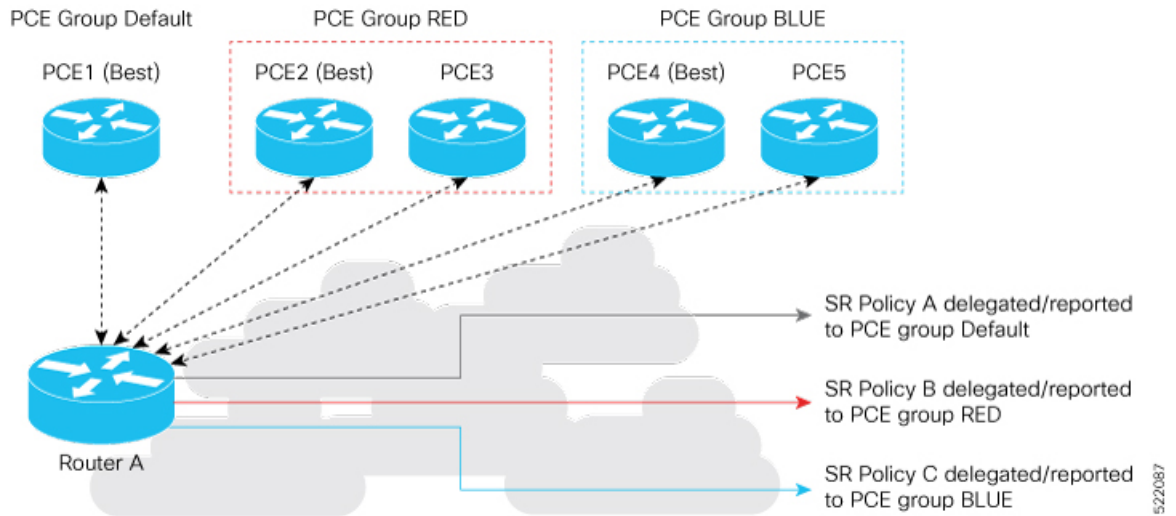 PCE Group Default
PCE Group RED
PCE Group BLUE
PCE1 (Best)
PCE2 (Best)
PCE3
PCE4 (Best)
PCE5
SR Policy A delegated/reported
to PCE group Default
SR Policy B delegated/reported
to PCE group RED
Router A
SR Policy C delegated/reported
to PCE group BLUE
522087